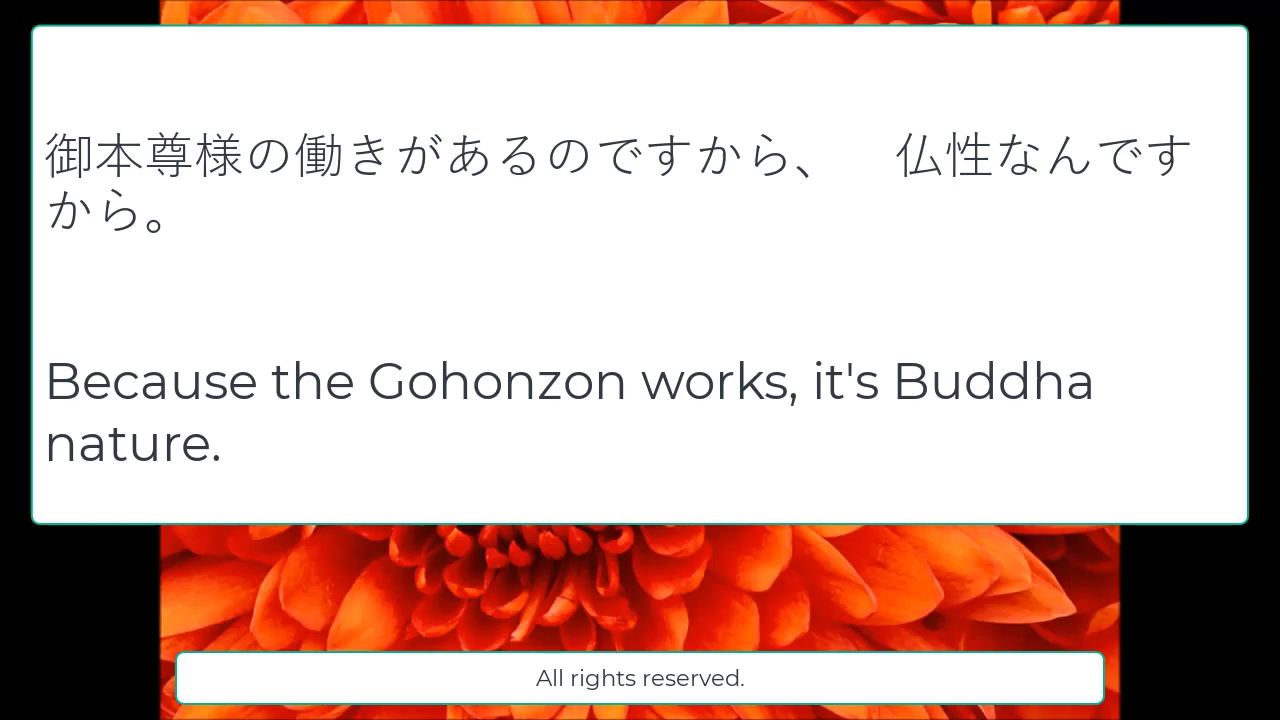 御本尊様の働きがあるのですから、　仏性なんです
から。
Because the Gohonzon works, it's Buddha
nature.
All rights reserved.